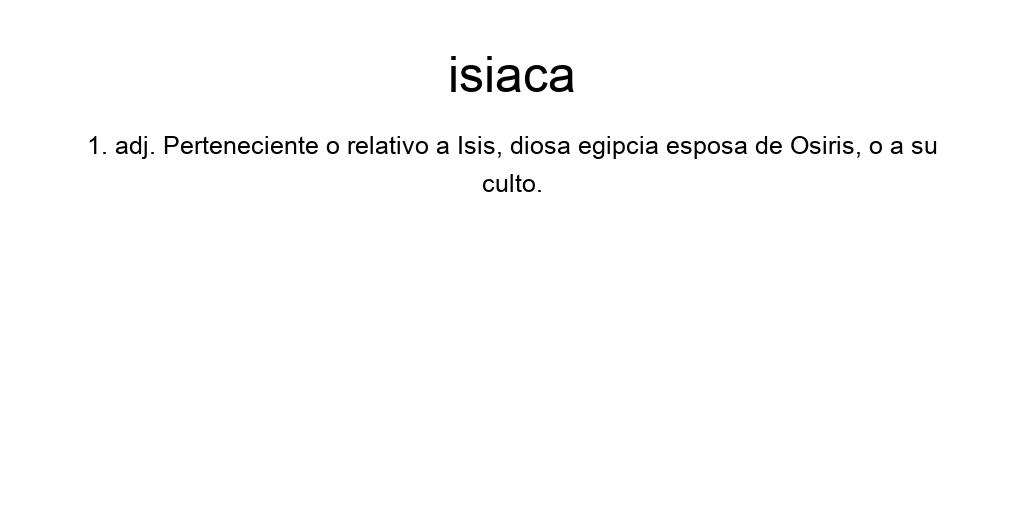 isiaca
1. adj. Perteneciente o relativo a Isis, diosa egipcia esposa de Osiris, o a su
culto.